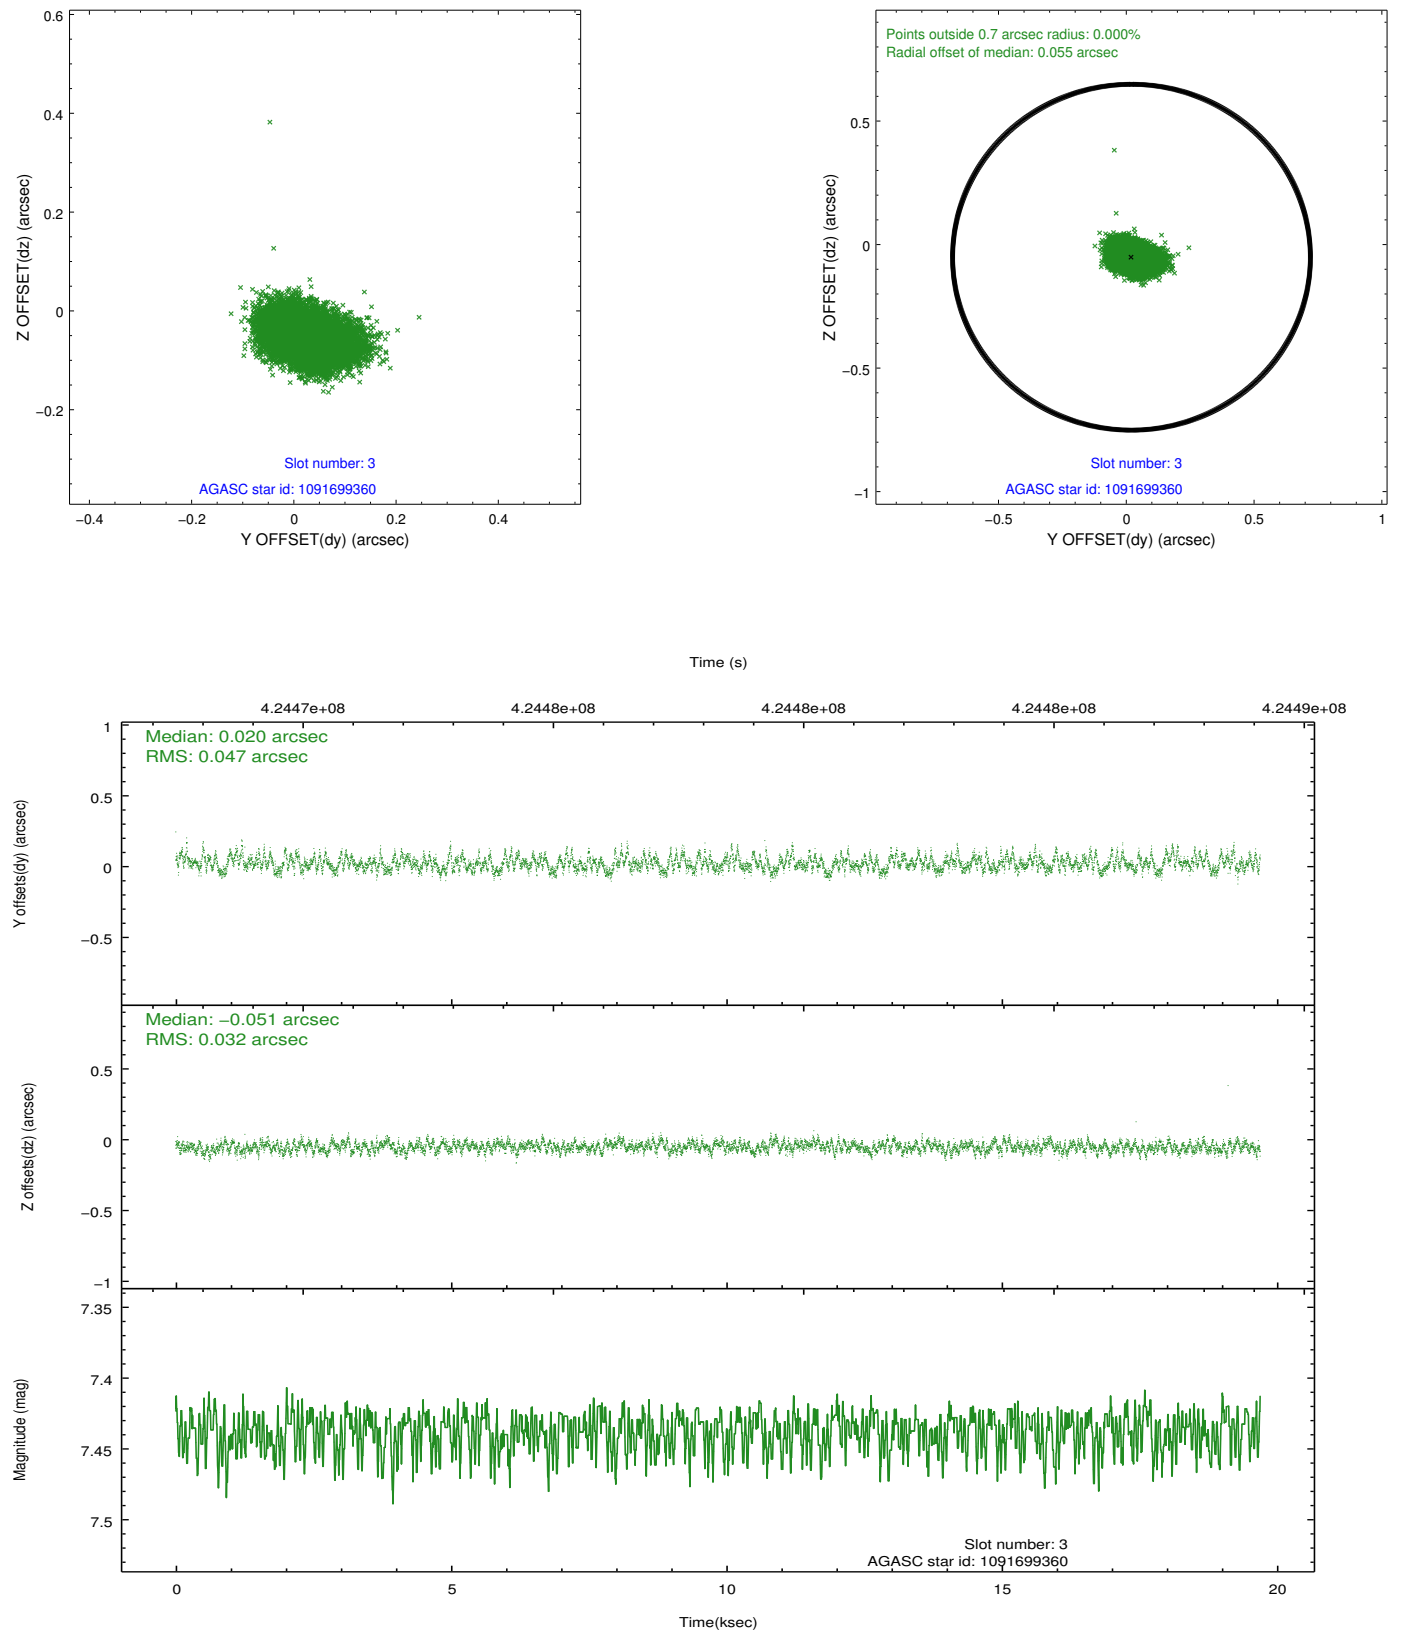 0.6
0.4
0.2
0
−0.2
−0.4
−0.2
0
0.2
0.4
Z OFFSET(dz) (arcsec)
Y OFFSET(dy) (arcsec)
Slot number: 3
AGASC star id: 1091699360
Points outside 0.7 arcsec radius: 0.000%
Radial offset of median: 0.055 arcsec
0.5
0
−0.5
−1
−0.5
0
0.5
1
Z OFFSET(dz) (arcsec)
Y OFFSET(dy) (arcsec)
Slot number: 3
AGASC star id: 1091699360
Time (s)
4.2447e+08 4.2448e+08 4.2448e+08 4.2448e+08 4.2449e+08
Median: 0.020 arcsec
RMS: 0.047 arcsec
1
0.5
0
−0.5
Y offsets(dy) (arcsec)
Median: −0.051 arcsec
RMS: 0.032 arcsec
0.5
0
−0.5
−1
Z offsets(dz) (arcsec)
7.35
7.4
7.45
7.5
Magnitude (mag)
Slot number: 3
AGASC star id: 1091699360
0 5 10 15 20
Time(ksec)